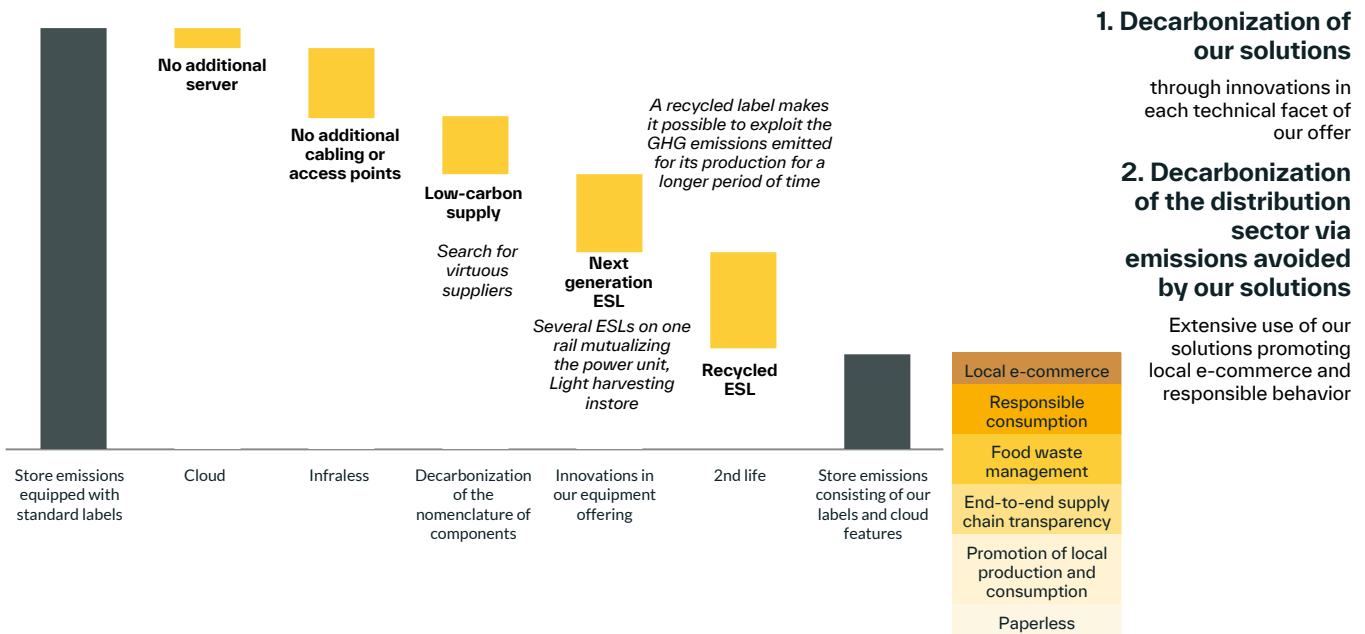 No additional
server
No additional
cabling or
access points
Low-carbon
supply
Search for
virtuous
suppliers
A recycled label makes
it possible to exploit the
GHG emissions emitted
for its production for a
longer period of time
Next
generation
ESL
Several ESLs on one
rail mutualizing
the power unit,
Light harvesting
instore
Recycled
ESL
Store emissions
equipped with
standard labels
Cloud
Infraless
Decarbonization
of the
nomenclature of
components
Innovations in
our equipment
offering
2nd life
Store emissions
consisting of our
labels and cloud
features
Local e-commerce
Responsible
consumption
Food waste
management
End-to-end supply
chain transparency
Promotion of local
production and
consumption
Paperless
1. Decarbonization of
our solutions
through innovations in
each technical facet of
our offer
2. Decarbonization
of the distribution
sector via
emissions avoided
by our solutions
Extensive use of our
solutions promoting
local e-commerce and
responsible behavior